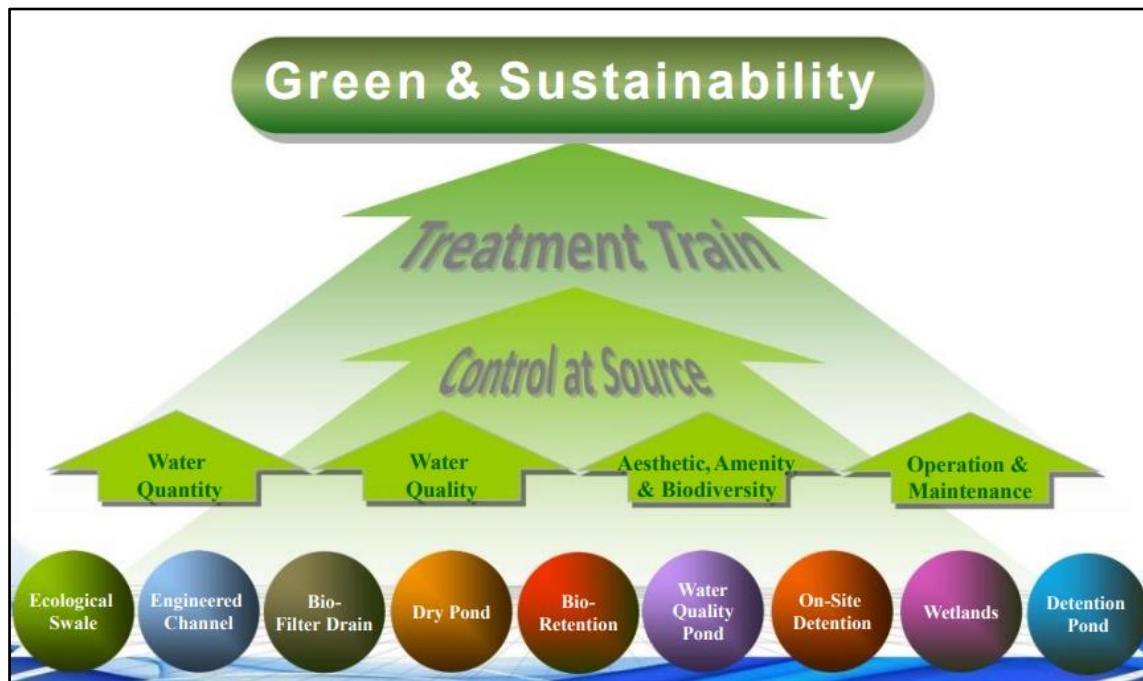 Green & Sustainability
Treatment Train
Control at Source
Water
Quantity
Water
Quality
Aesthetic, Amenity
& Biodiversity
Operation &
Maintenance
Ecological
Swale
Engineered
Channel
Bio-
Filter Drain
Dry Pond
Bio-
Retention
Water
Quality
Pond
On-Site
Detention
Wetlands
Detention
Pond